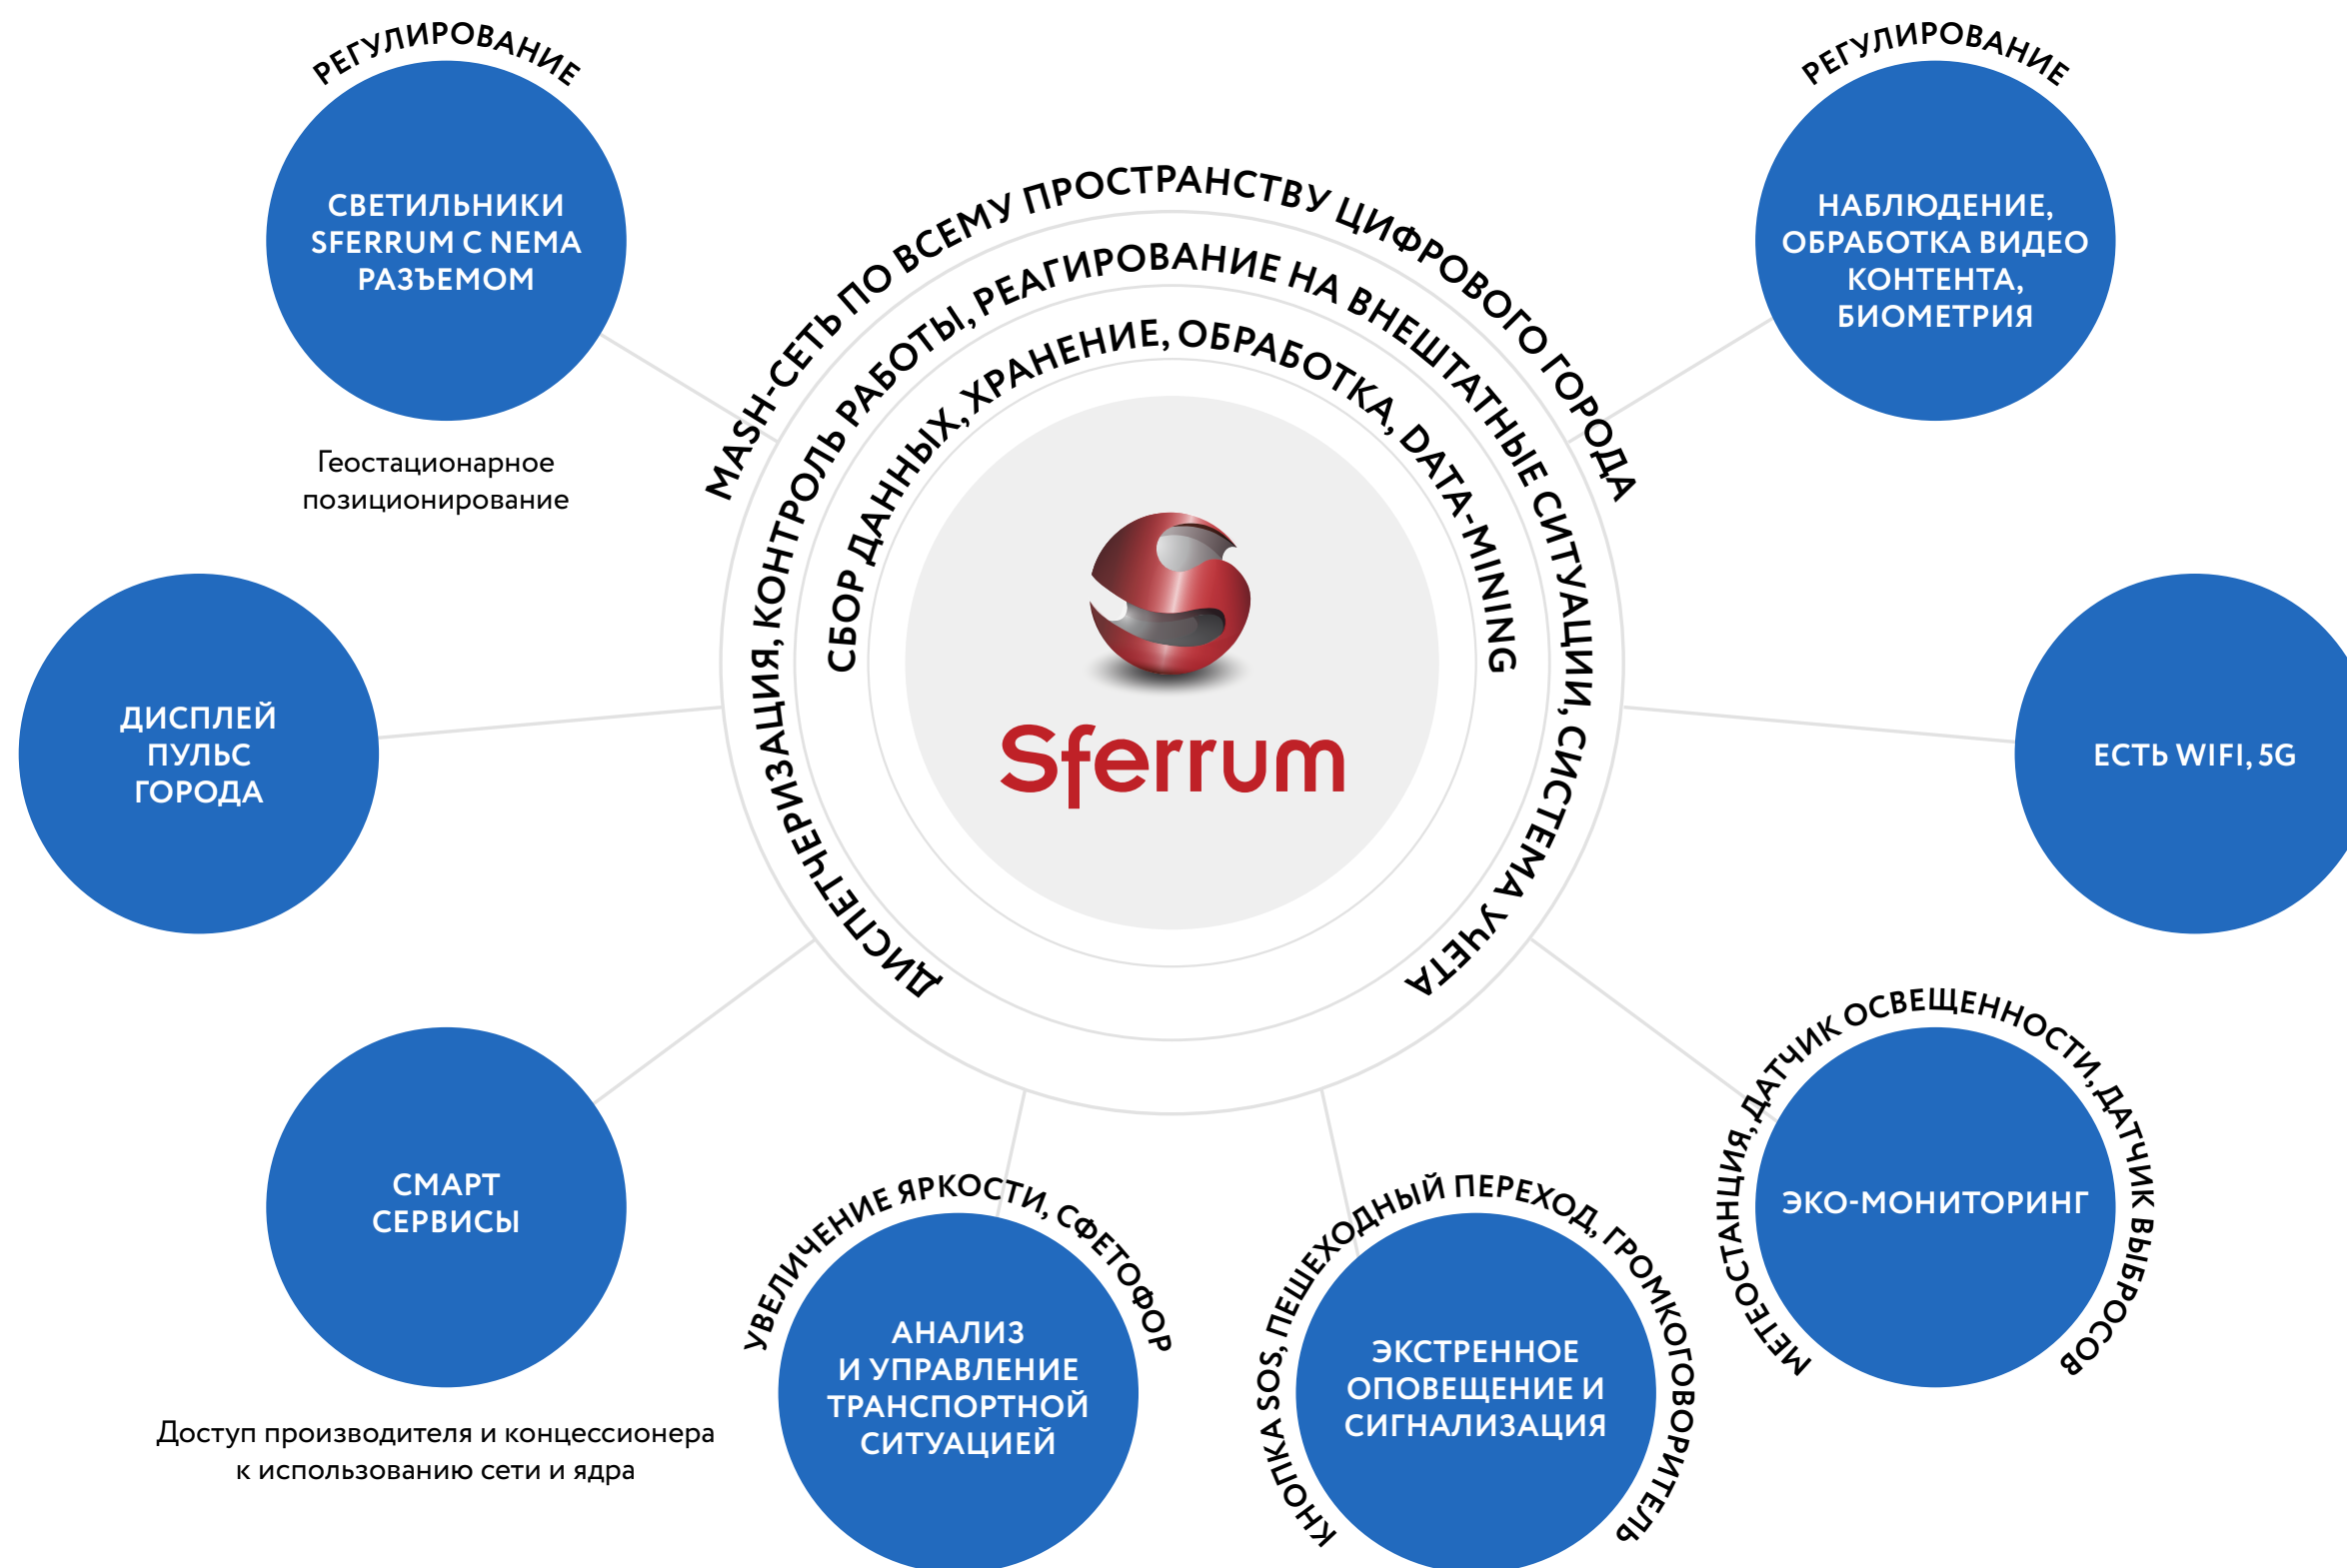 РЕГУЛИРОВАНИЕ
СВЕТИЛЬНИКИ
SFERRUM С NEMA
РАЗЪЕМОМ
Геостационарное
позиционирование
РЕГУЛИРОВАНИЕ
НАБЛЮДЕНИЕ,
ОБРАБОТКА ВИДЕО
КОНТЕНТА,
БИОМЕТРИЯ
MASH-СЕТЬ ПО ВСЕМУ ПРОСТРАНСТВУ ЦИФРОВОГО ГОРОДА
ДИСПЕТЧЕРИЗАЦИЯ, КОНТРОЛЬ РАБОТЫ, РЕАГИРОВАНИЕ НА ВНЕШТАТНЫЕ СИТУАЦИИ, СИСТЕМА УЧЕТА
СБОР ДАННЫХ, ХРАНЕНИЕ, ОБРАБОТКА, DATA-MINING
Sferrum
ДИСПЛЕЙ
ПУЛЬС
ГОРОДА
ЕСТЬ WIFI, 5G
СМАРТ
СЕРВИСЫ
Доступ производителя и концессионера
к использованию сети и ядра
УВЕЛИЧЕНИЕ ЯРКОСТИ, СФЕТОФОР
АНАЛИЗ
И УПРАВЛЕНИЕ
ТРАНСПОРТНОЙ
СИТУАЦИЕЙ
КНОПКА SOS, ПЕШЕХОДНЫЙ ПЕРЕХОД, ГРОМКОГОВОРИТЕЛЬ
ЭКСТРЕННОЕ
ОПОВЕЩЕНИЕ И
СИГНАЛИЗАЦИЯ
МЕТЕОСТАНЦИЯ, ДАТЧИК ОСВЕЩЕННОСТИ, ДАТЧИК ВЫБРОСОВ
ЭКО-МОНИТОРИНГ